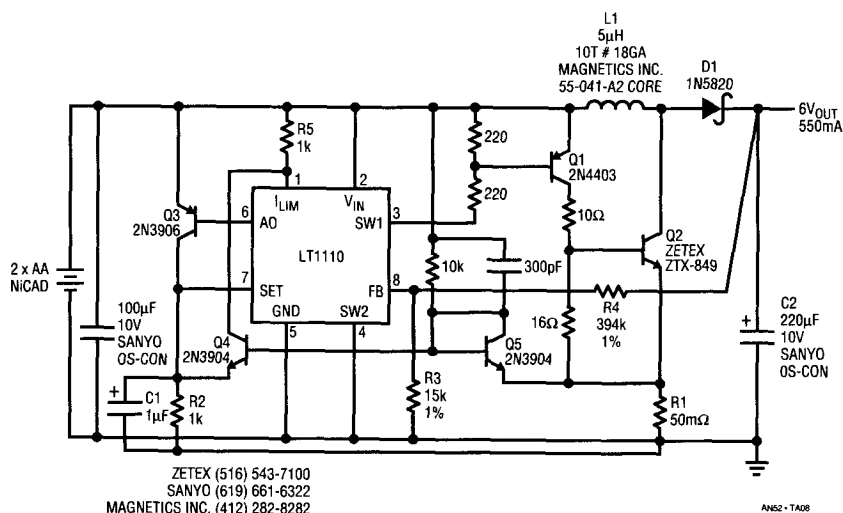 L1
5μH
10T # 18GA
MAGNETICS INC.
55-041-A2 CORE
D1
1N5820
6VOUT
550mA
R5
1k
220
220
Q1
2N4403
10Ω
Q3
2N3906
1
2
ILIM
VIN
6
AO
SW1
3
LT1110
7
SET
FB
8
GND
SW2
5
4
2 x AA
NiCAD
100μF
10V
SANYO
OS-CON
Q4
2N3904
10k
300pF
Q2
ZETEX
ZTX-849
R4
394k
1%
16Ω
Q5
2N3904
C2
220μF
10V
SANYO
OS-CON
+
+
C1
1μF
R2
1k
R3
15k
1%
R1
50mΩ
ZETEX (516) 543-7100
SANYO (619) 661-6322
MAGNETICS INC. (412) 282-8282
AN52 • TA08